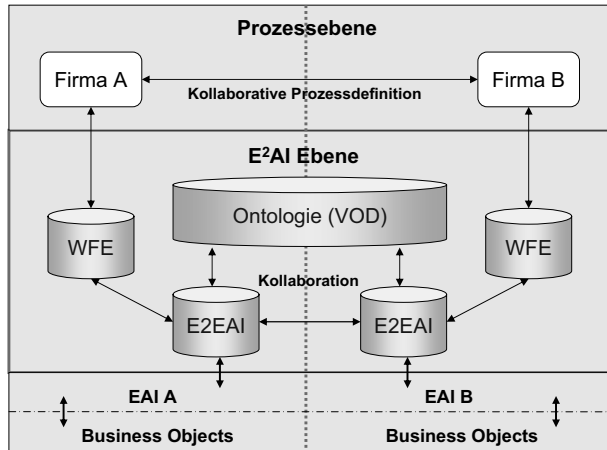 Prozessebene
Firma A
Firma B
Kollaborative Prozessdefinition
E²AI Ebene
Ontologie (VOD)
WFE
WFE
Kollaboration
E2EAI
E2EAI
EAI A
EAI B
Business Objects
Business Objects